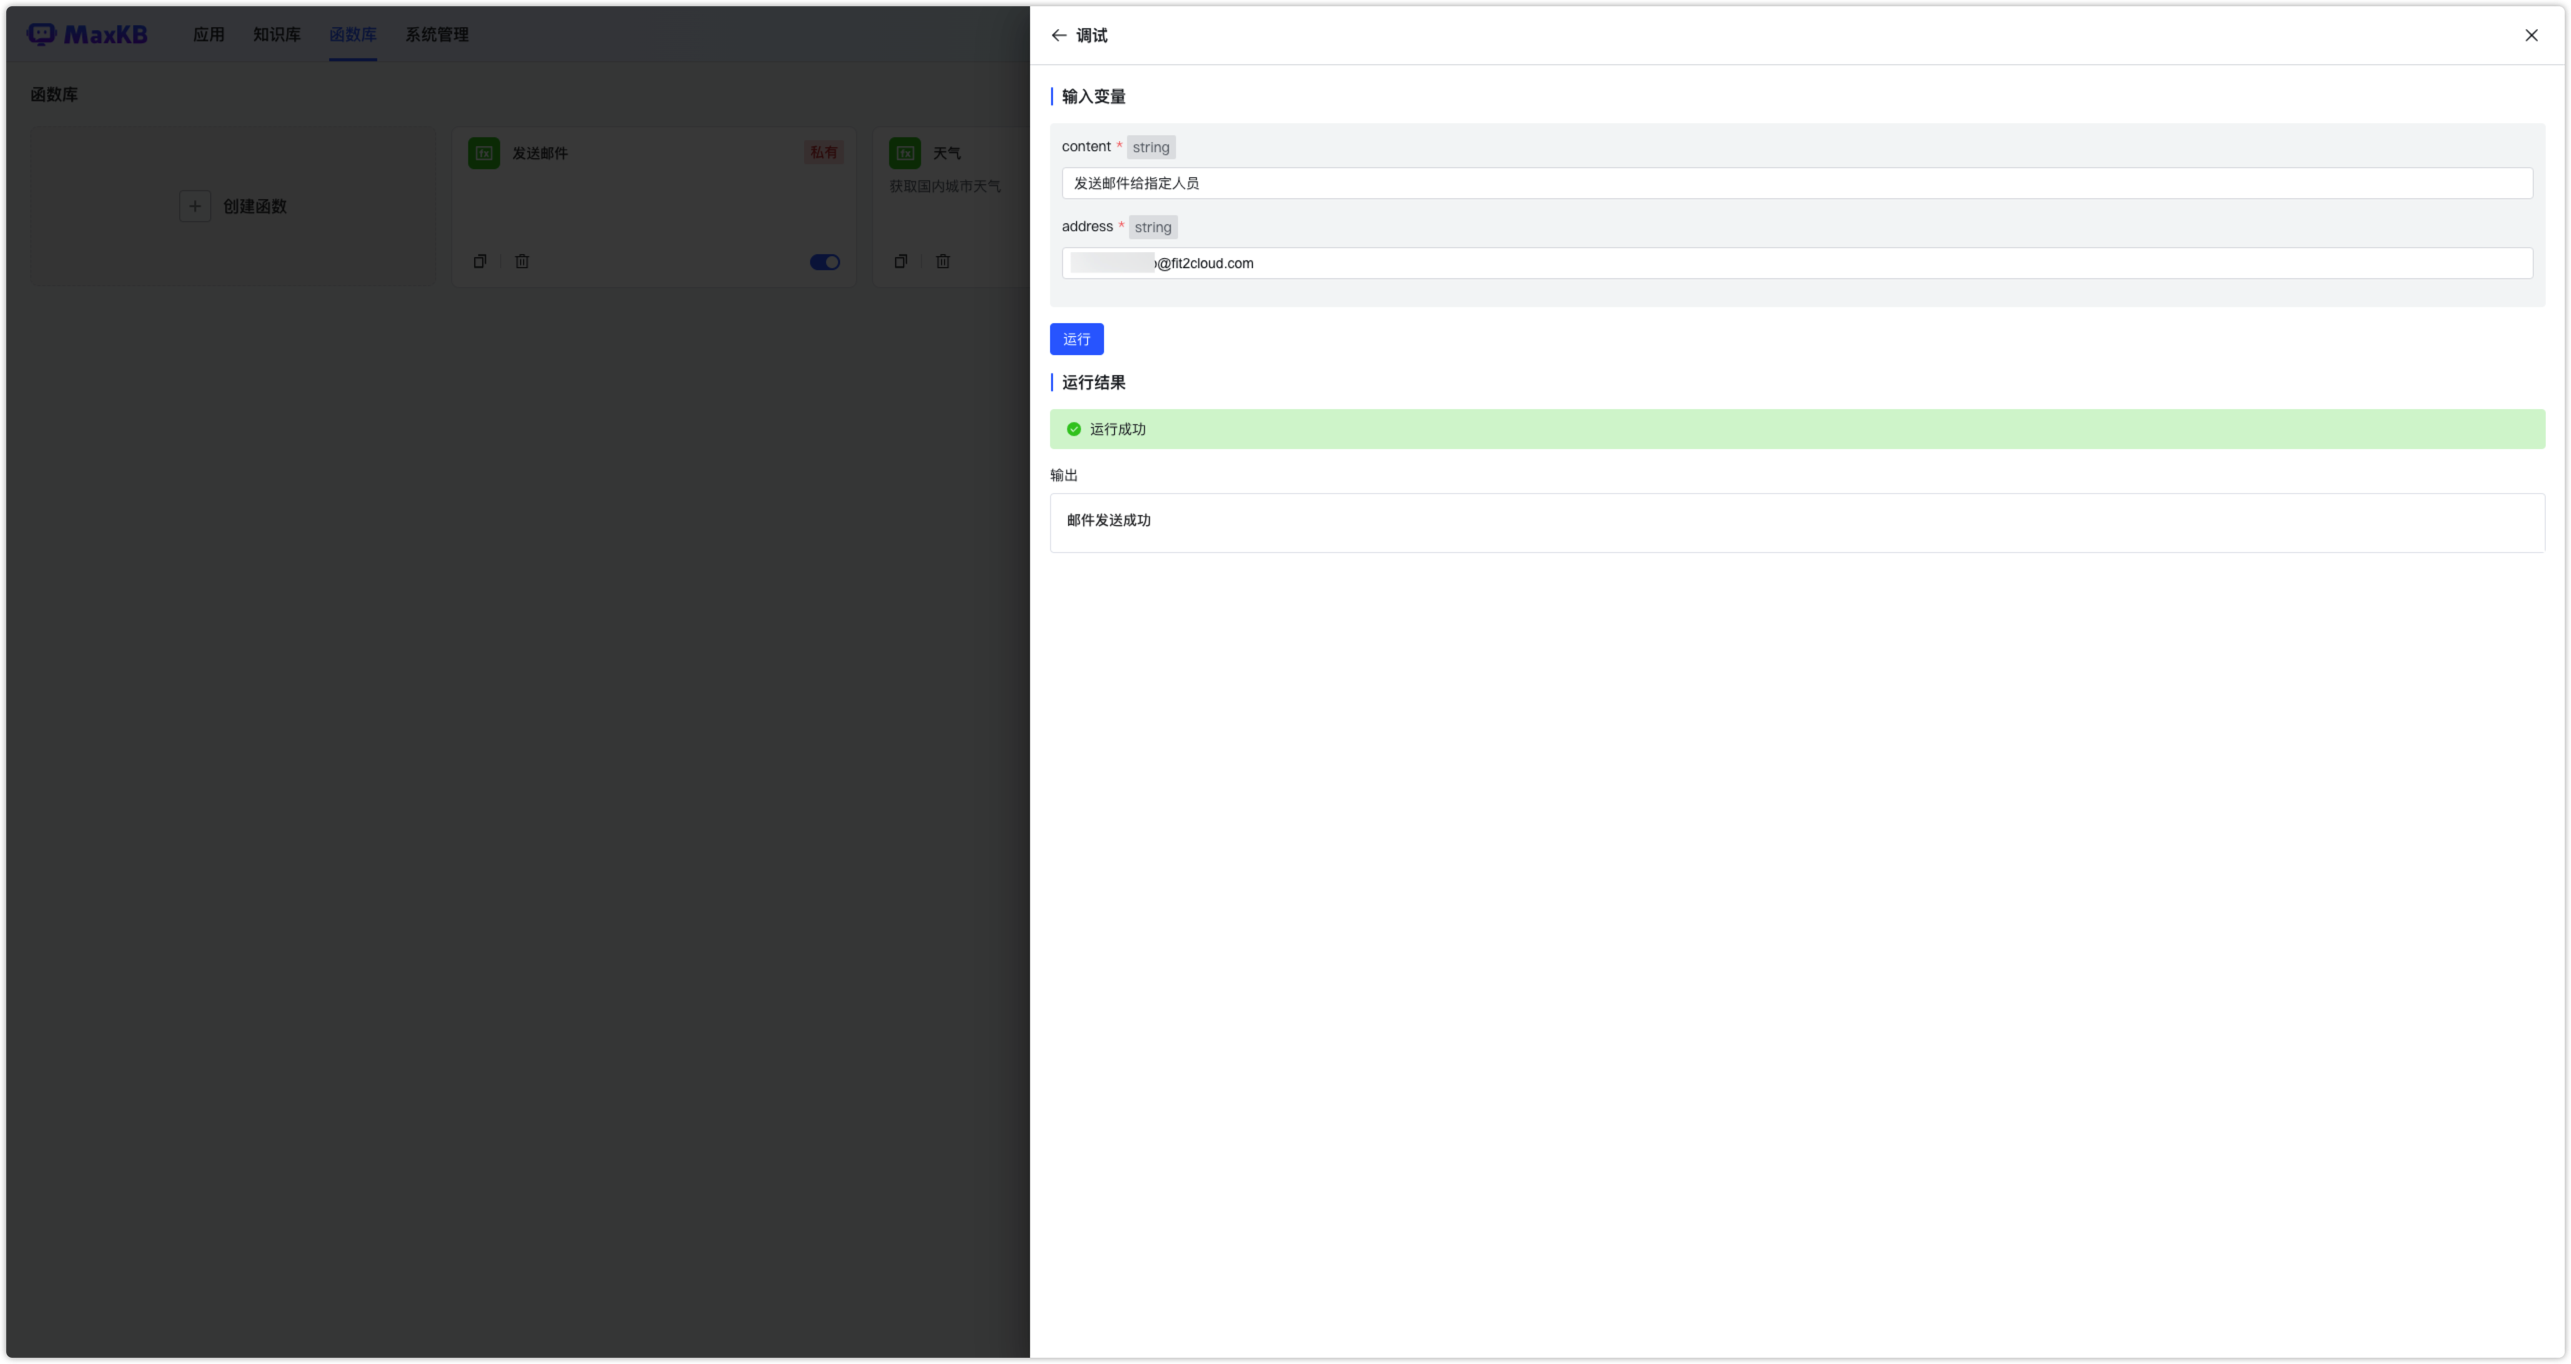 MaxKB 应用 知识库 函数库 系统管理
函数库
创建函数
发送邮件 私有
天气
获取国内城市天气
调试
输入变量
content * string
发送邮件给指定人员
address * string
@fit2cloud.com
运行
运行结果
运行成功
输出
邮件发送成功